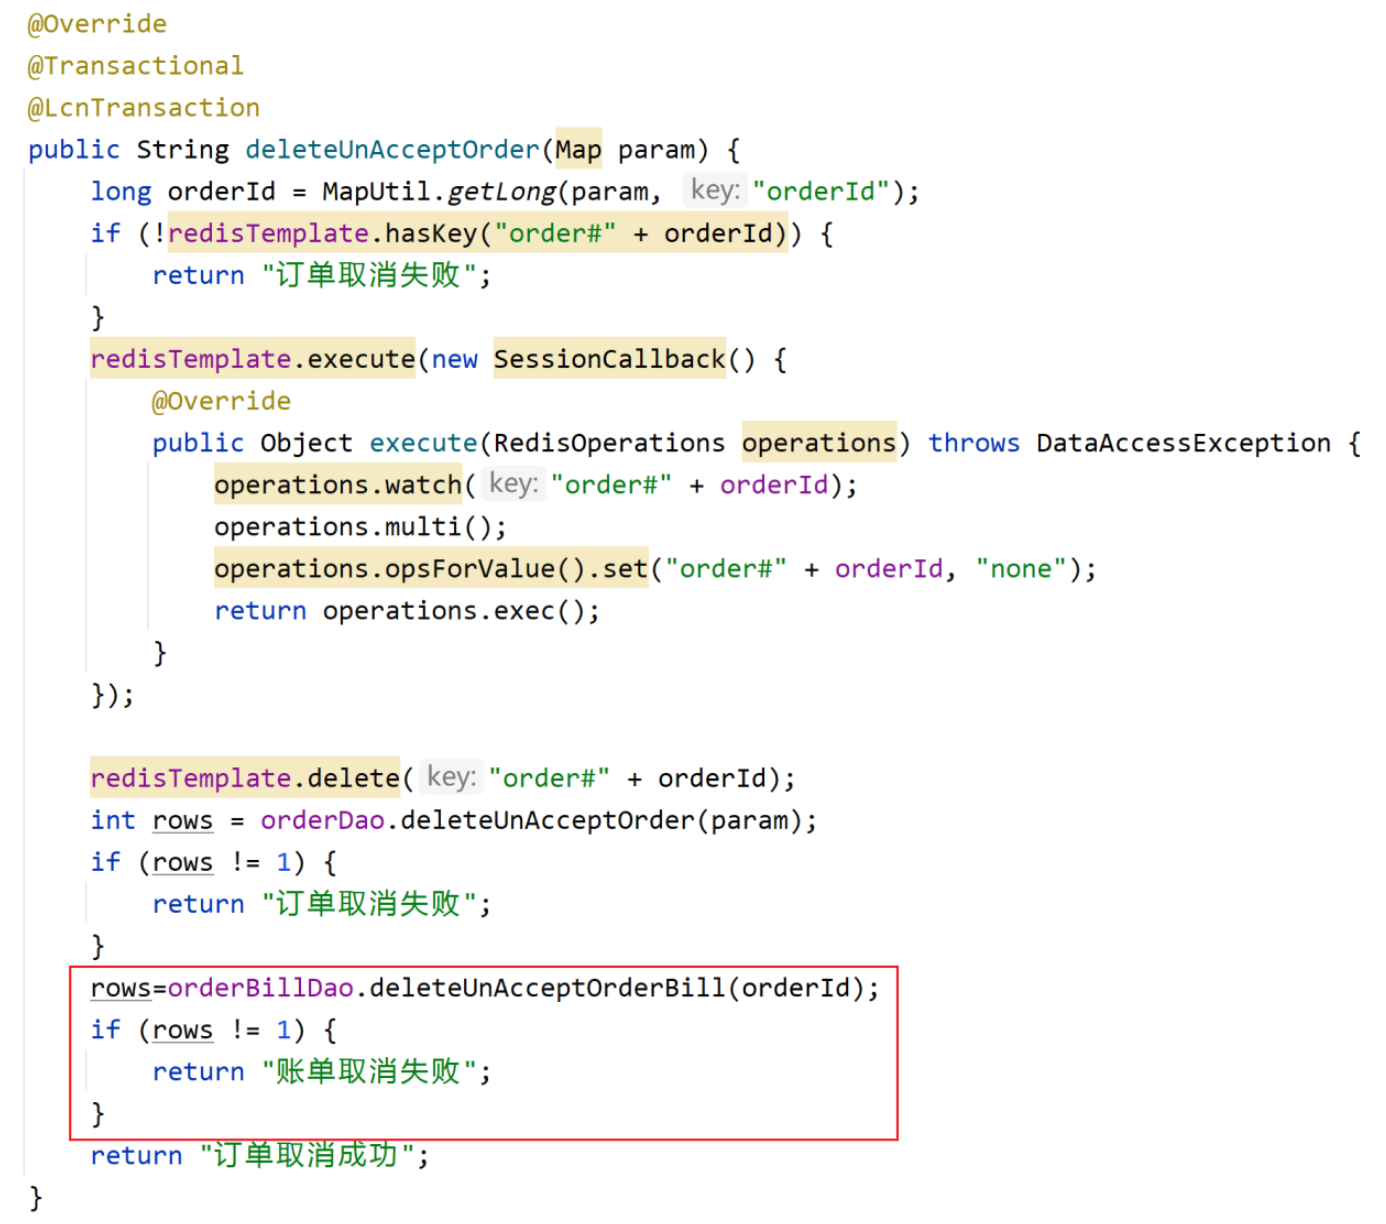 @Override
@Transactional
@LcnTransaction
public String deleteUnAcceptOrder(Map param) {
    long orderId = MapUtil.getLong(param, key: "orderId");
    if (!redisTemplate.hasKey("order#" + orderId)) {
        return "订单取消失败";
    }
    redisTemplate.execute(new SessionCallback() {
        @Override
        public Object execute(RedisOperations operations) throws DataAccessException {
            operations.watch( key: "order#" + orderId);
            operations.multi();
            operations.opsForValue().set("order#" + orderId, "none");
            return operations.exec();
        }
    });
    redisTemplate.delete( key: "order#" + orderId);
    int rows = orderDao.deleteUnAcceptOrder(param);
    if (rows != 1) {
        return "订单取消失败";
    }
    rows=orderBillDao.deleteUnAcceptOrderBill(orderId);
    if (rows != 1) {
        return "账单取消失败";
    }
    return "订单取消成功";
}